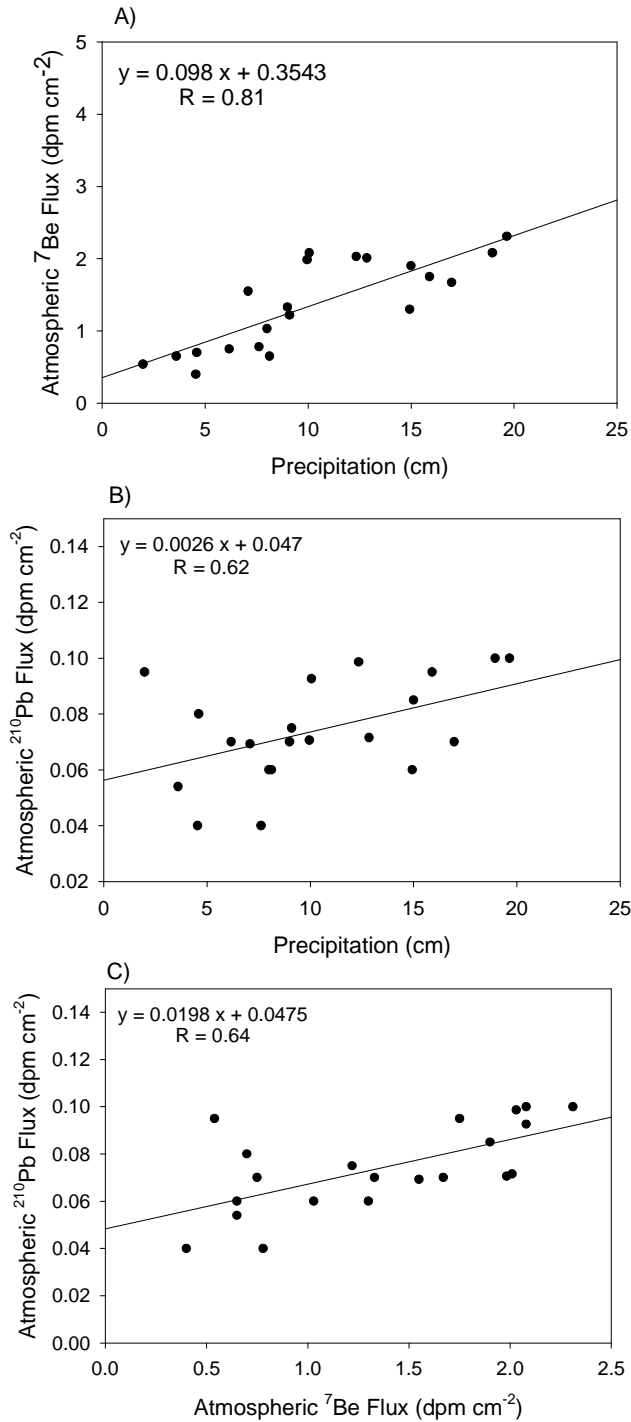 A)
5
4
3
2
1
0
y = 0.098 x + 0.3543
R = 0.81
Atmospheric ⁷Be Flux (dpm cm⁻²)
0 5 10 15 20 25
Precipitation (cm)
B)
0.14
0.12
0.10
0.08
0.06
0.04
0.02
y = 0.0026 x + 0.047
R = 0.62
Atmospheric ²¹⁰Pb Flux (dpm cm⁻²)
0 5 10 15 20 25
Precipitation (cm)
C)
0.14
0.12
0.10
0.08
0.06
0.04
0.02
0.00
y = 0.0198 x + 0.0475
R = 0.64
Atmospheric ²¹⁰Pb Flux (dpm cm⁻²)
0.0 0.5 1.0 1.5 2.0 2.5
Atmospheric ⁷Be Flux (dpm cm⁻²)